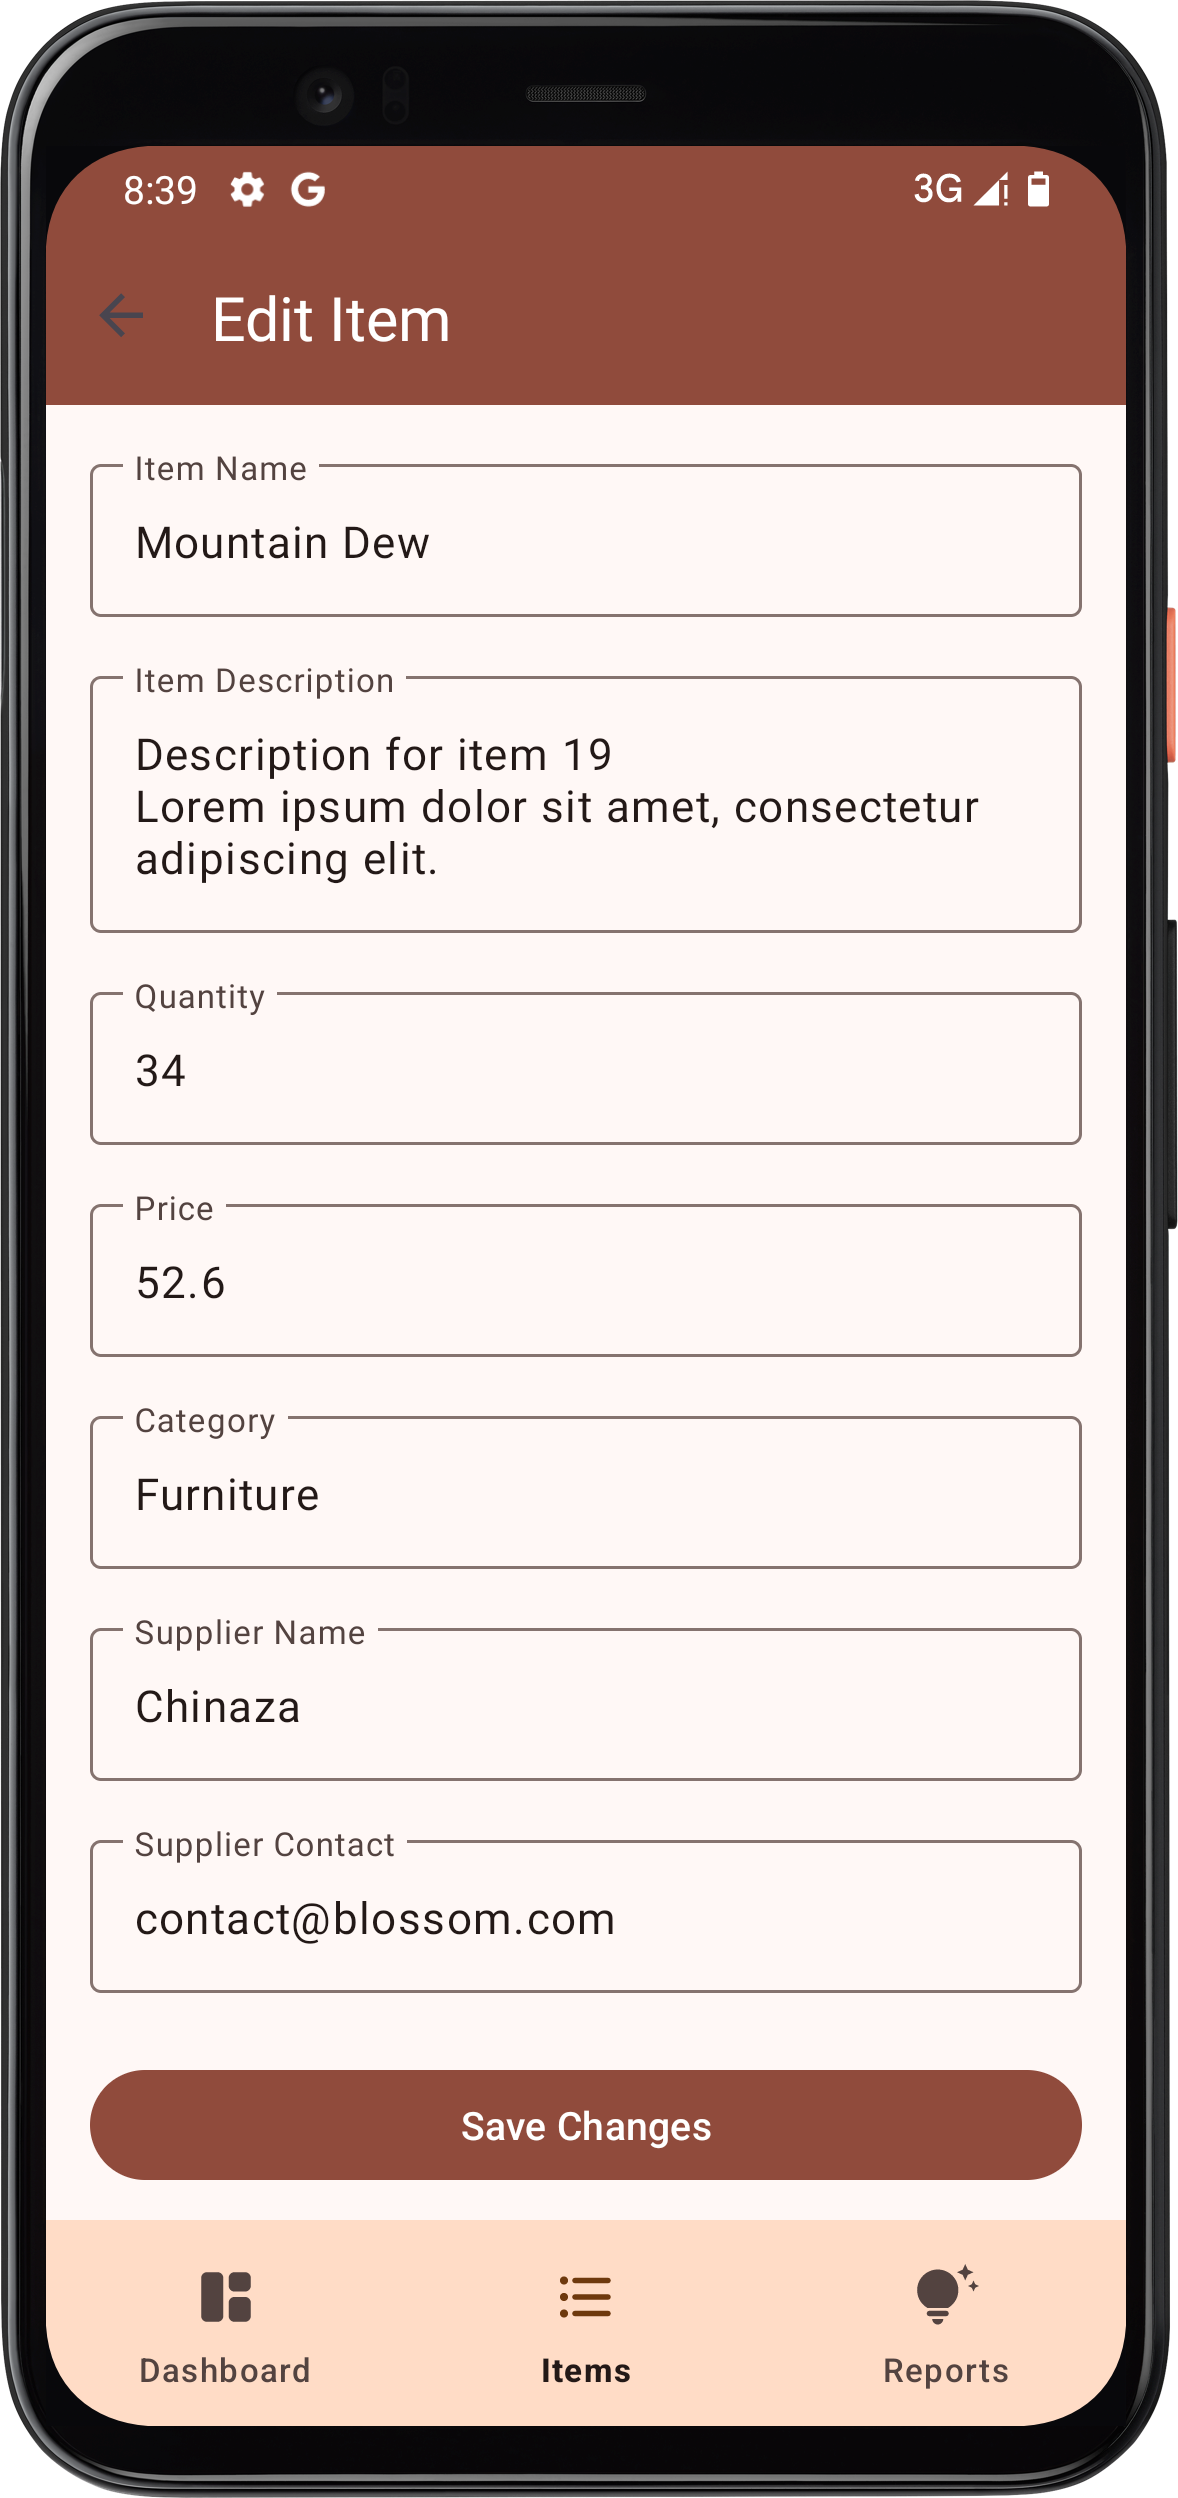 8:39
3G
Edit Item
Item Name
Mountain Dew
Item Description
Description for item 19
Lorem ipsum dolor sit amet, consectetur
adipiscing elit.
Quantity
34
Price
52.6
Category
Furniture
Supplier Name
Chinaza
Supplier Contact
contact@blossom.com
Save Changes
Dashboard
Items
Reports